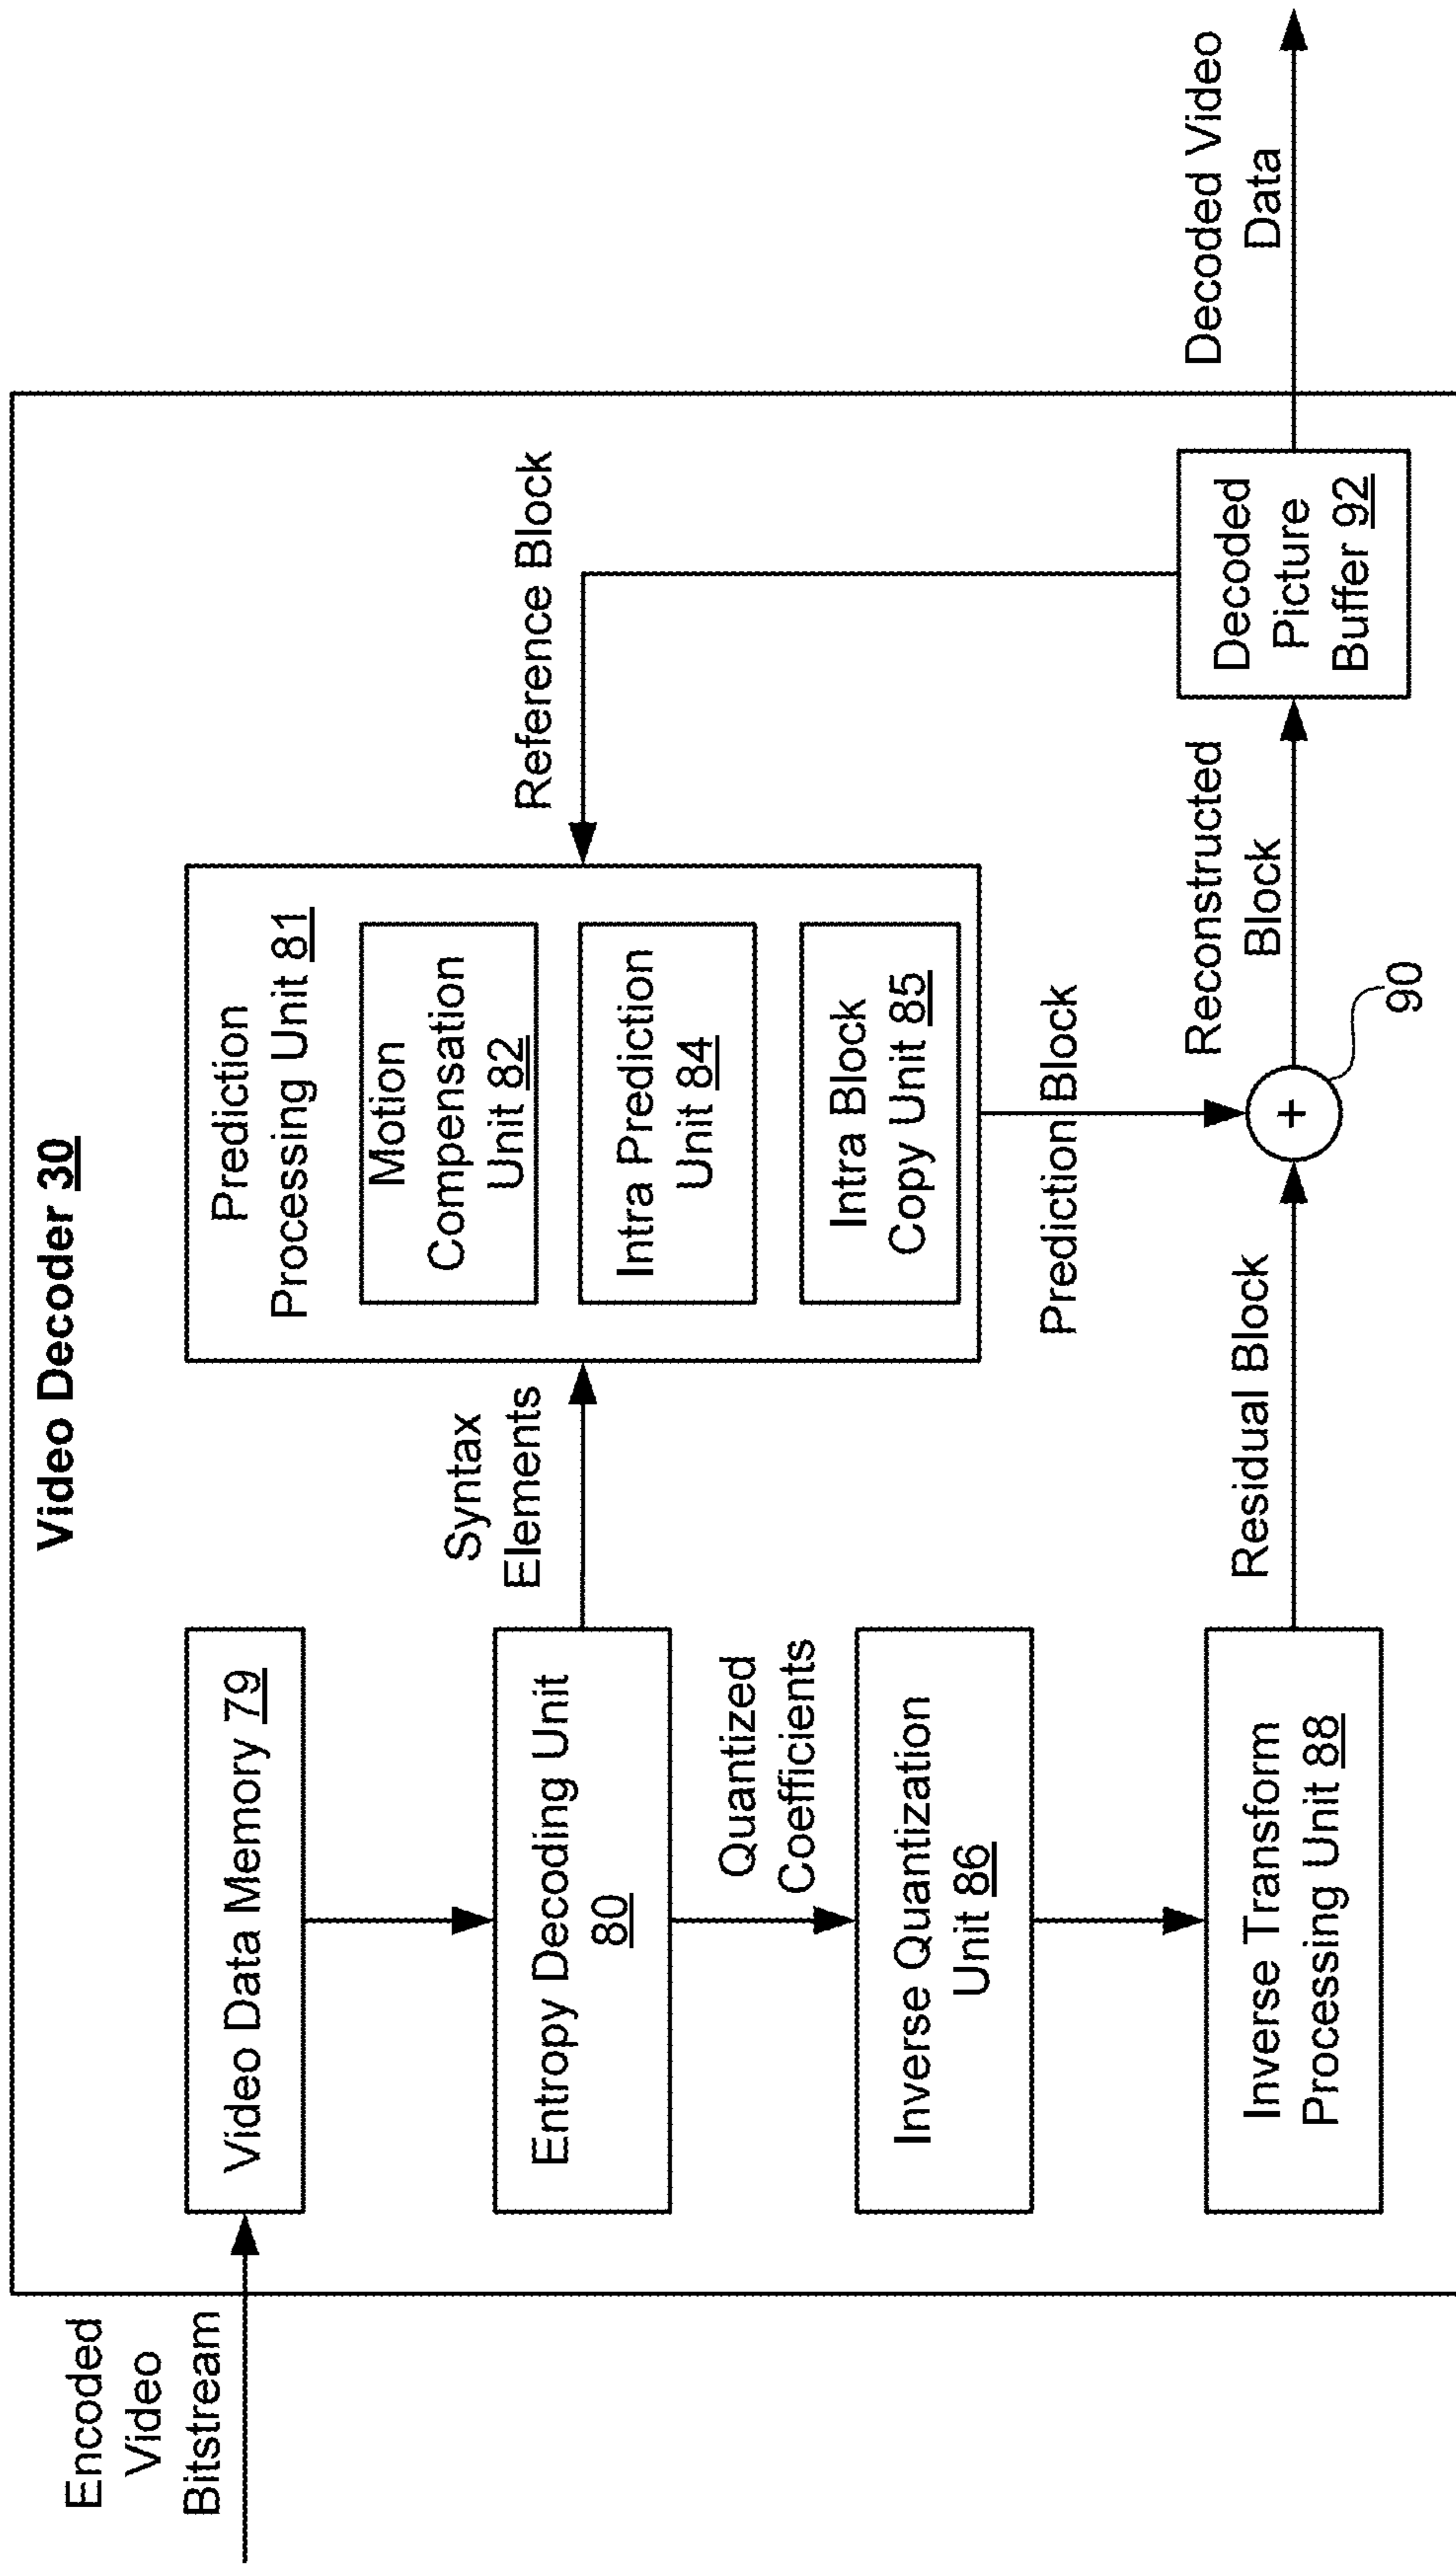 Video Decoder 30
Encoded
Video
Bitstream
Video Data Memory 79
Entropy Decoding Unit
80
Quantized
Coefficients
Inverse Quantization
Unit 86
Inverse Transform
Processing Unit 88
Syntax
Elements
Residual Block
Prediction
Processing Unit 81
Motion
Compensation
Unit 82
Intra Prediction
Unit 84
Intra Block
Copy Unit 85
Prediction Block
+
90
Reference Block
Reconstructed
Block
Decoded
Picture
Buffer 92
Decoded Video
Data